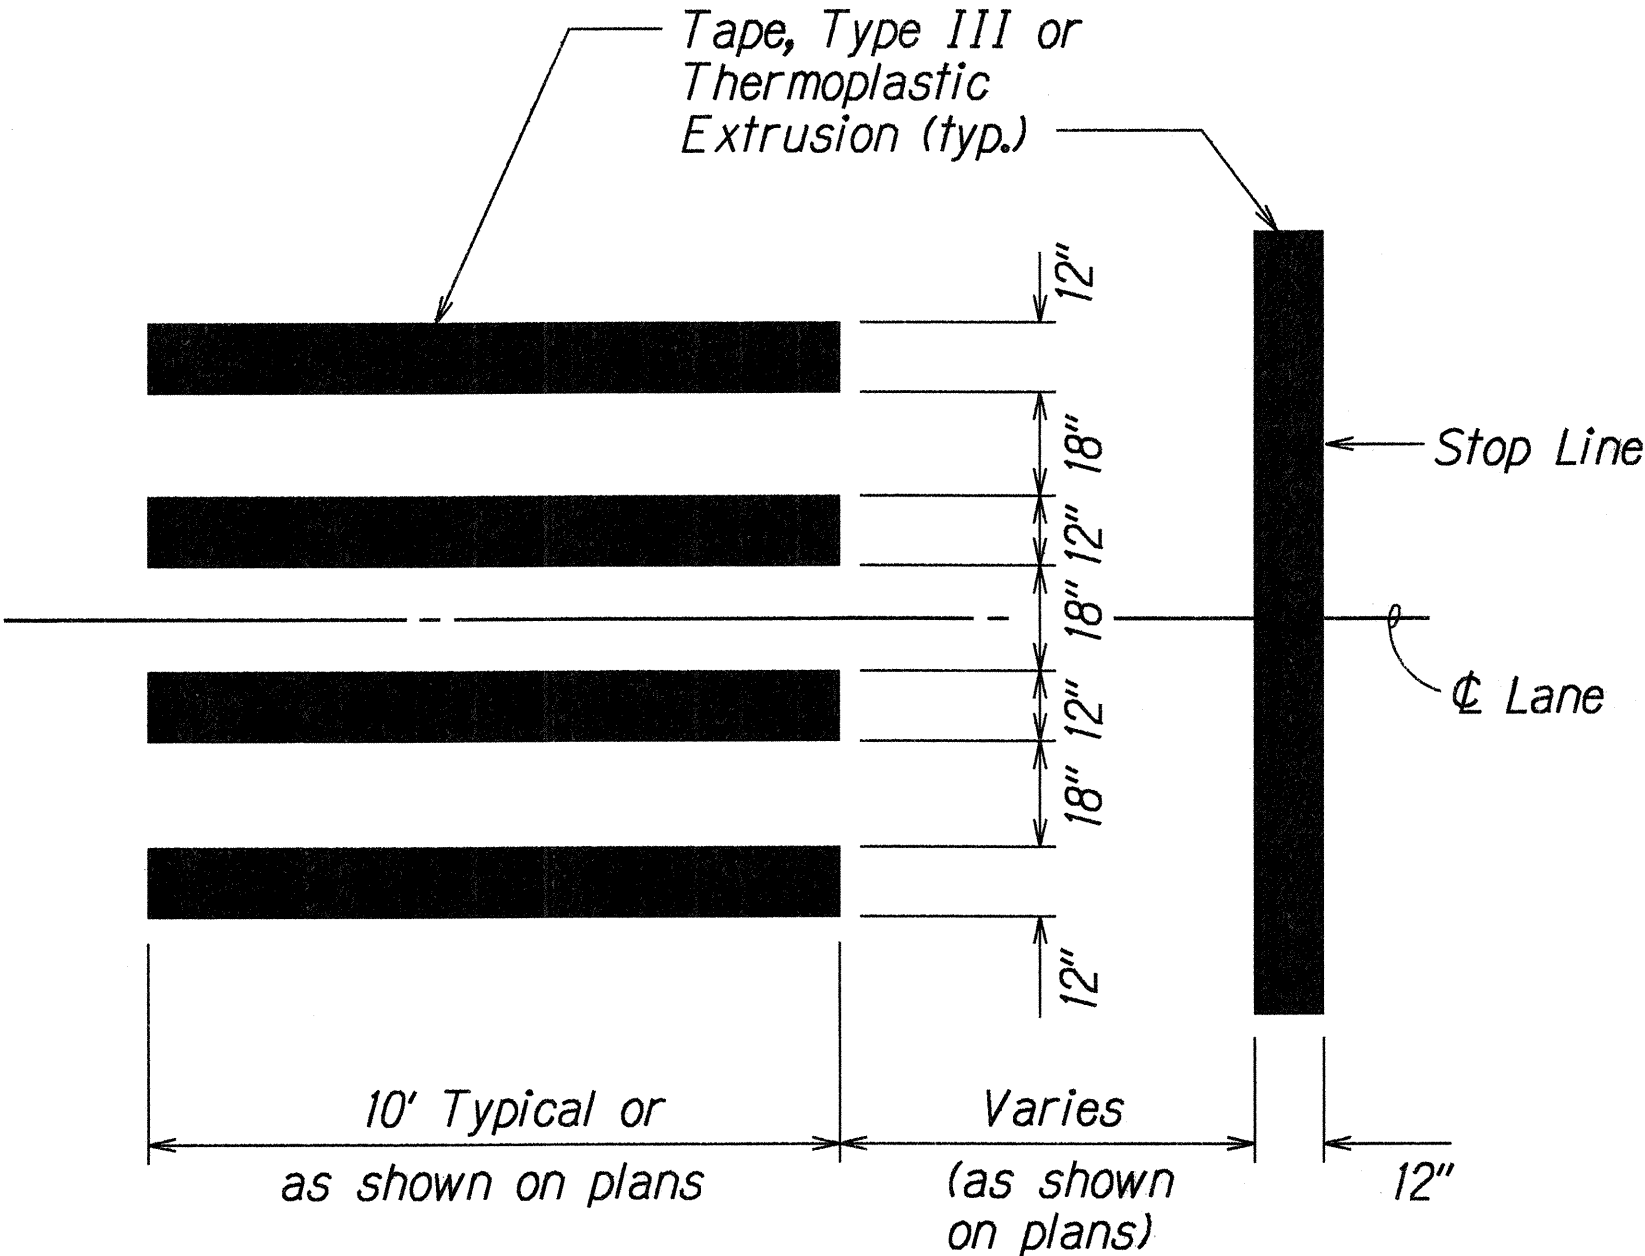 Tape, Type III or
Thermoplastic
Extrusion (typ.)
12"
18"
12"
18"
12"
18"
12"
Stop Line
℄ Lane
10' Typical or
as shown on plans
Varies
(as shown
on plans)
12"